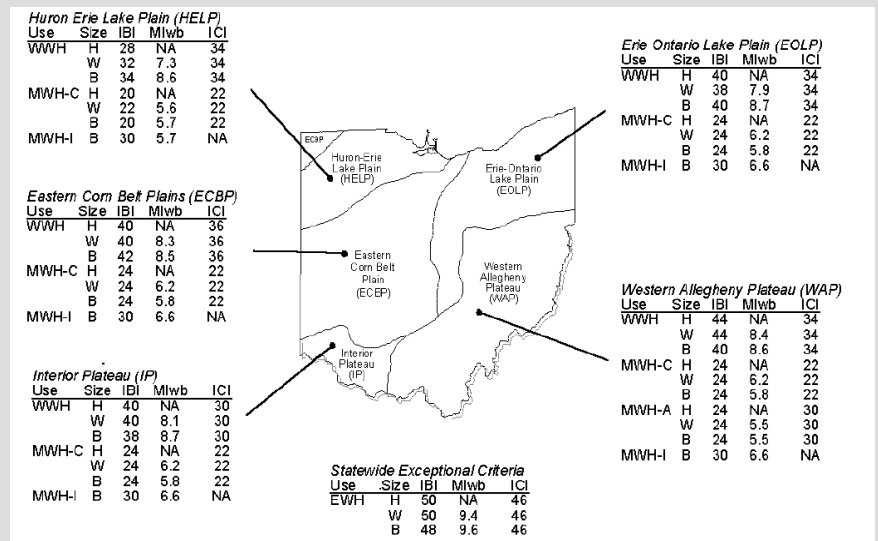 Huron Erie Lake Plain (HELP)
Use Size IBI MIwb ICI
WWH H 28 NA 34
W 32 7.3 34
B 34 8.6 34
MWH-C H 20 NA 22
W 22 5.6 22
B 20 5.7 22
MWH-I B 30 5.7 NA
Eastern Corn Belt Plains (ECBP)
Use Size IBI MIwb ICI
WWH H 40 NA 36
W 40 8.3 36
B 42 8.5 36
MWH-C H 24 NA 22
W 24 6.2 22
B 24 5.8 22
MWH-I B 30 6.6 NA
Interior Plateau (IP)
Use Size IBI MIwb ICI
WWH H 40 NA 30
W 40 8.1 30
B 38 8.7 30
MWH-C H 24 NA 22
W 24 6.2 22
B 24 5.8 22
MWH-I B 30 6.6 NA
ECBP
Huron-Erie
Lake Plain
(HELP)
Erie-Ontario
Lake Plain
(EOLP)
Eastern
Corn Belt
Plain
(ECBP)
Western
Allegheny
Plateau
(WAP)
Interior
Plateau
(IP)
Statewide Exceptional Criteria
Use Size IBI MIwb ICI
EWH H 50 NA 46
W 50 9.4 46
B 48 9.6 46
Erie Ontario Lake Plain (EOLP)
Use Size IBI MIwb ICI
WWH H 40 NA 34
W 38 7.9 34
B 40 8.7 34
MWH-C H 24 NA 22
W 24 6.2 22
B 24 5.8 22
MWH-I B 30 6.6 NA
Western Allegheny Plateau (WAP)
Use Size IBI MIwb ICI
WWH H 44 NA 34
W 44 8.4 34
B 40 8.6 34
MWH-C H 24 NA 22
W 24 6.2 22
B 24 5.8 22
MWH-A H 24 NA 30
W 24 5.5 30
B 24 5.5 30
MWH-I B 30 6.6 NA